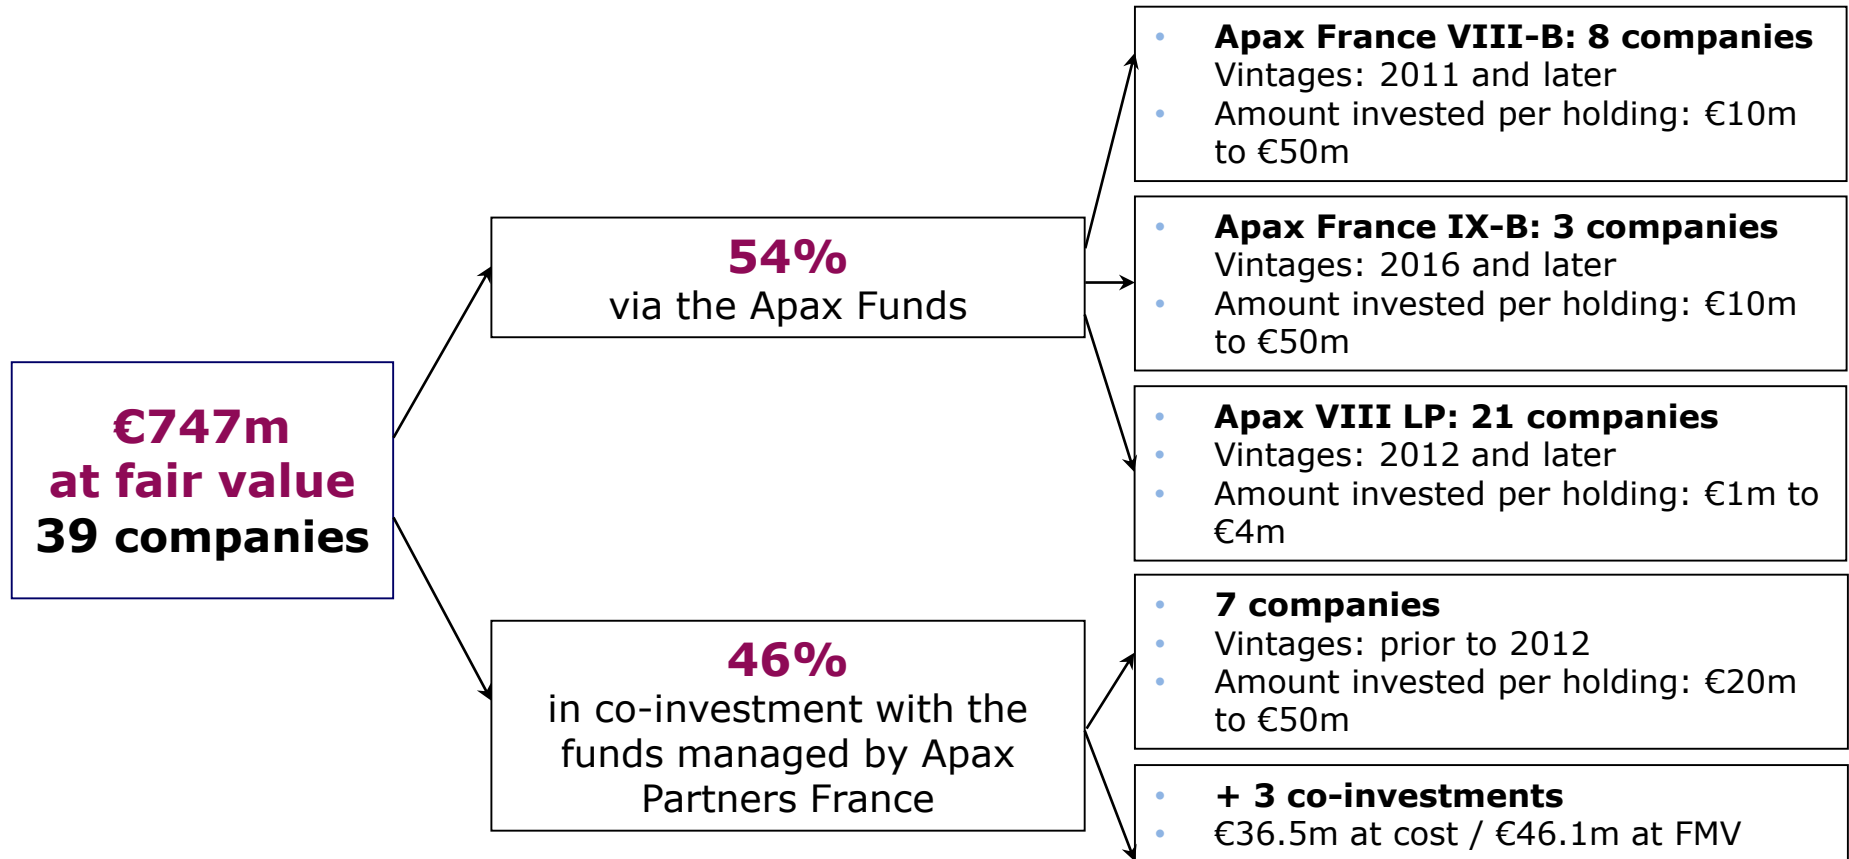 €747m
at fair value
39 companies
54%
via the Apax Funds
46%
in co-investment with the
funds managed by Apax
Partners France
• Apax France VIII-B: 8 companies
Vintages: 2011 and later
• Amount invested per holding: €10m
to €50m
• Apax France IX-B: 3 companies
Vintages: 2016 and later
• Amount invested per holding: €10m
to €50m
• Apax VIII LP: 21 companies
• Vintages: 2012 and later
• Amount invested per holding: €1m to
€4m
• 7 companies
• Vintages: prior to 2012
• Amount invested per holding: €20m
to €50m
• + 3 co-investments
• €36.5m at cost / €46.1m at FMV